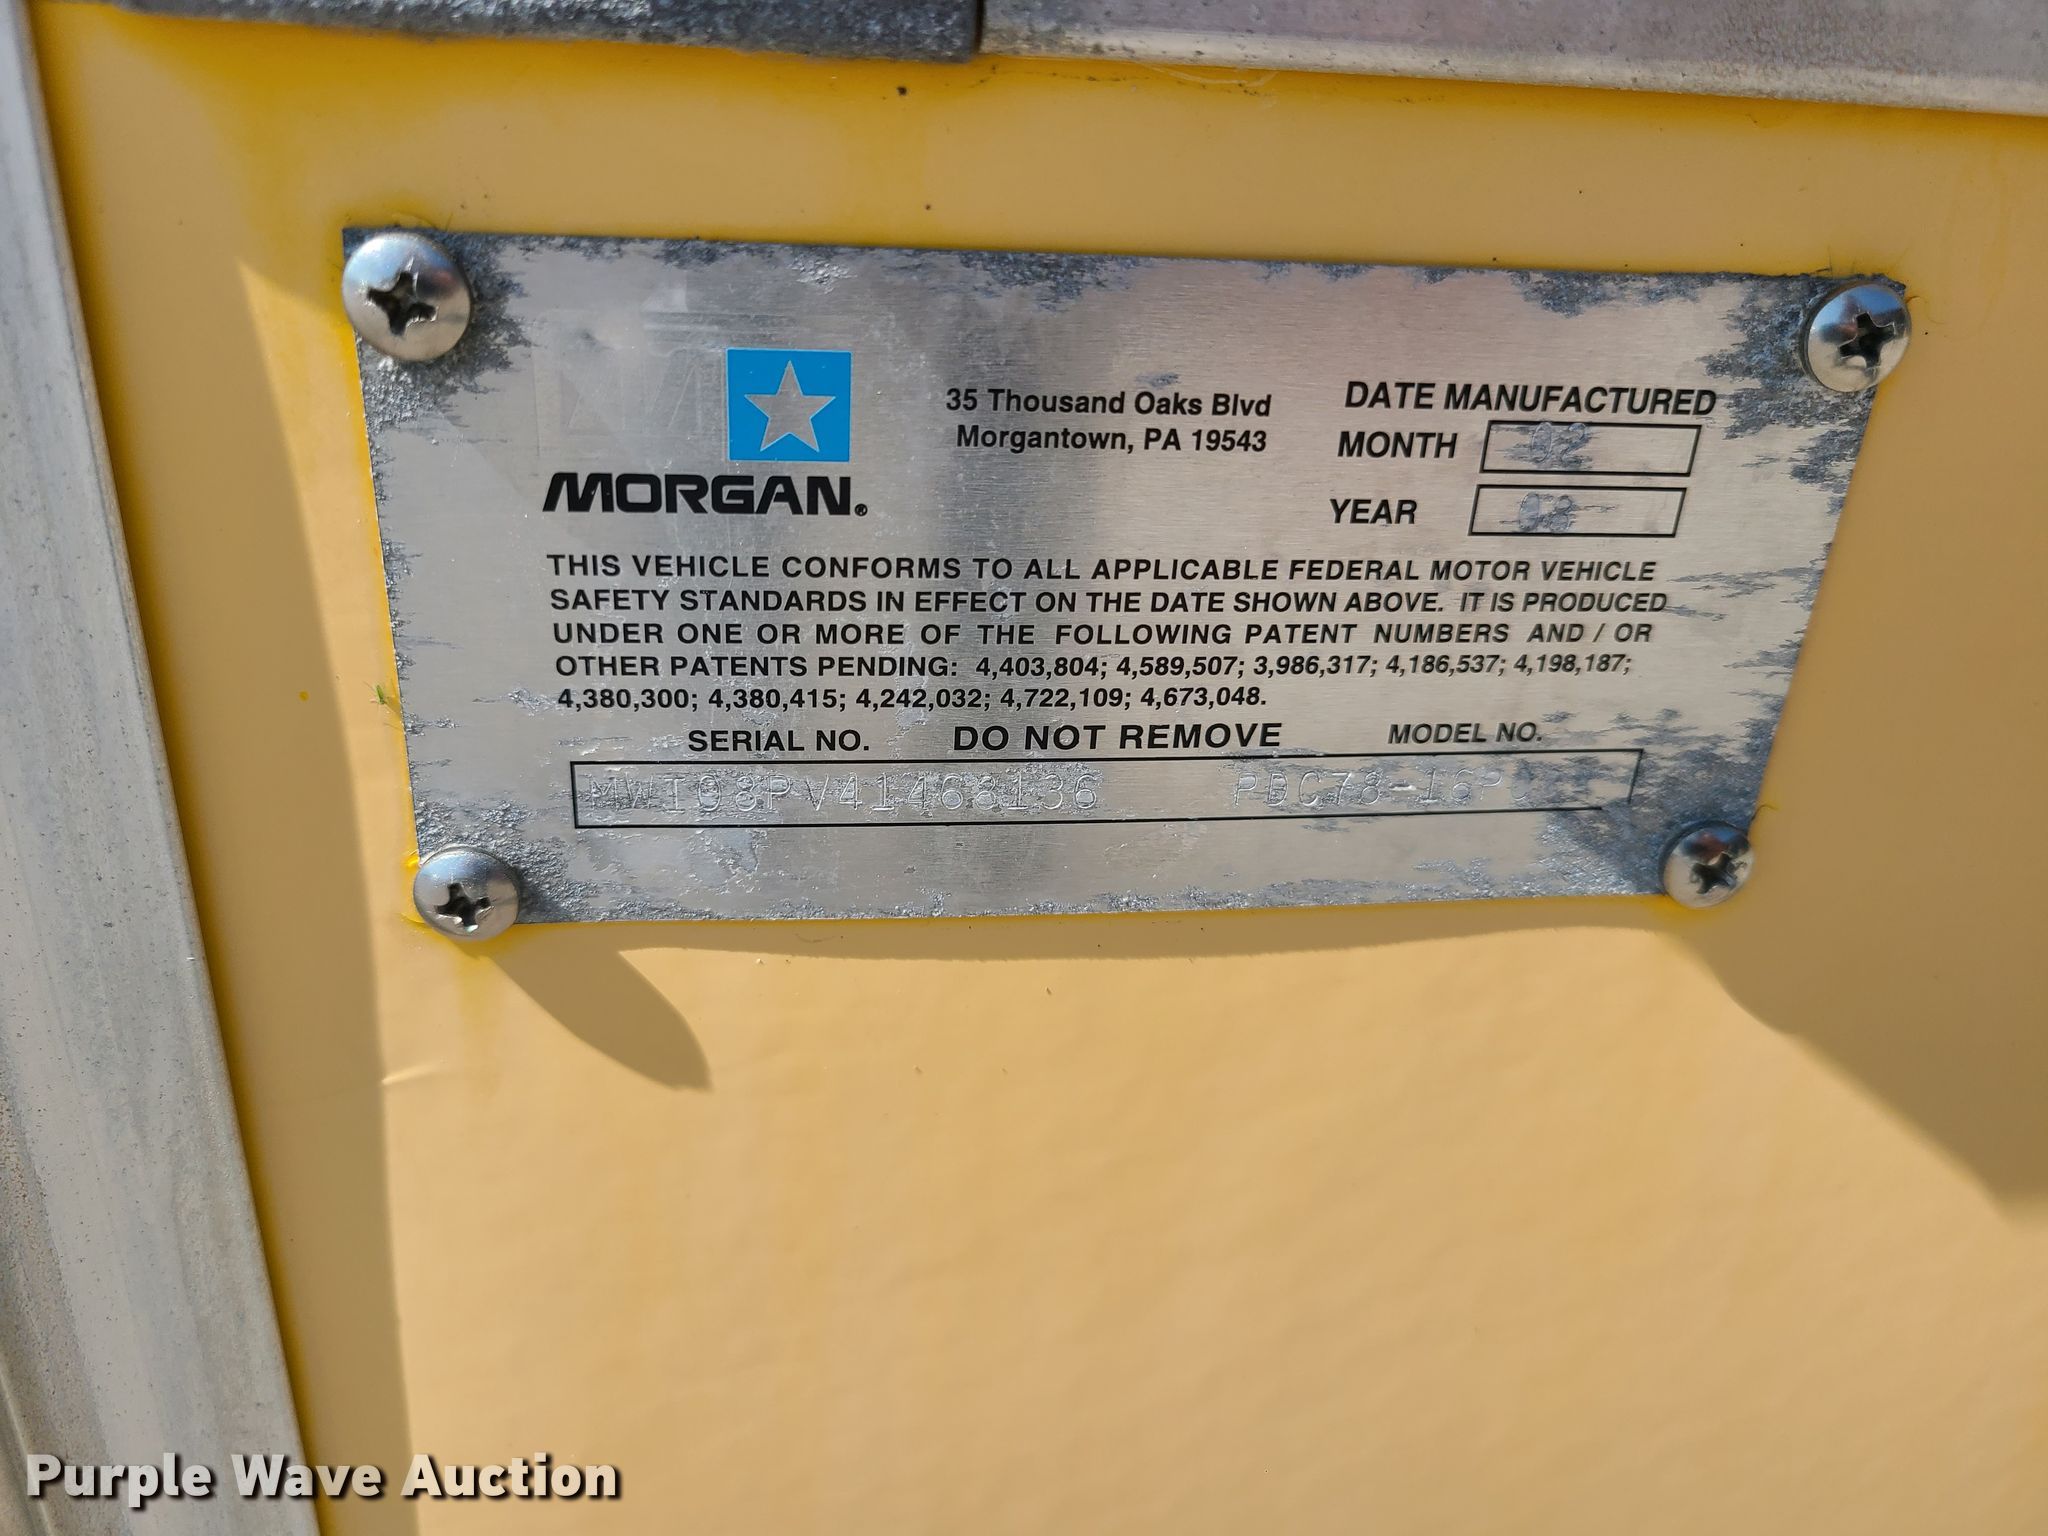 35 Thousand Oaks Blvd
Morgantown, PA 19543
MORGAN®
DATE MANUFACTURED
MONTH 02
YEAR 08
THIS VEHICLE CONFORMS TO ALL APPLICABLE FEDERAL MOTOR VEHICLE
SAFETY STANDARDS IN EFFECT ON THE DATE SHOWN ABOVE. IT IS PRODUCED
UNDER ONE OR MORE OF THE FOLLOWING PATENT NUMBERS AND / OR
OTHER PATENTS PENDING: 4,403,804; 4,589,507; 3,986,317; 4,186,537; 4,198,187;
4,380,300; 4,380,415; 4,242,032; 4,722,109; 4,673,048.
SERIAL NO. DO NOT REMOVE MODEL NO.
MWT08PV41468136
Purple Wave Auction